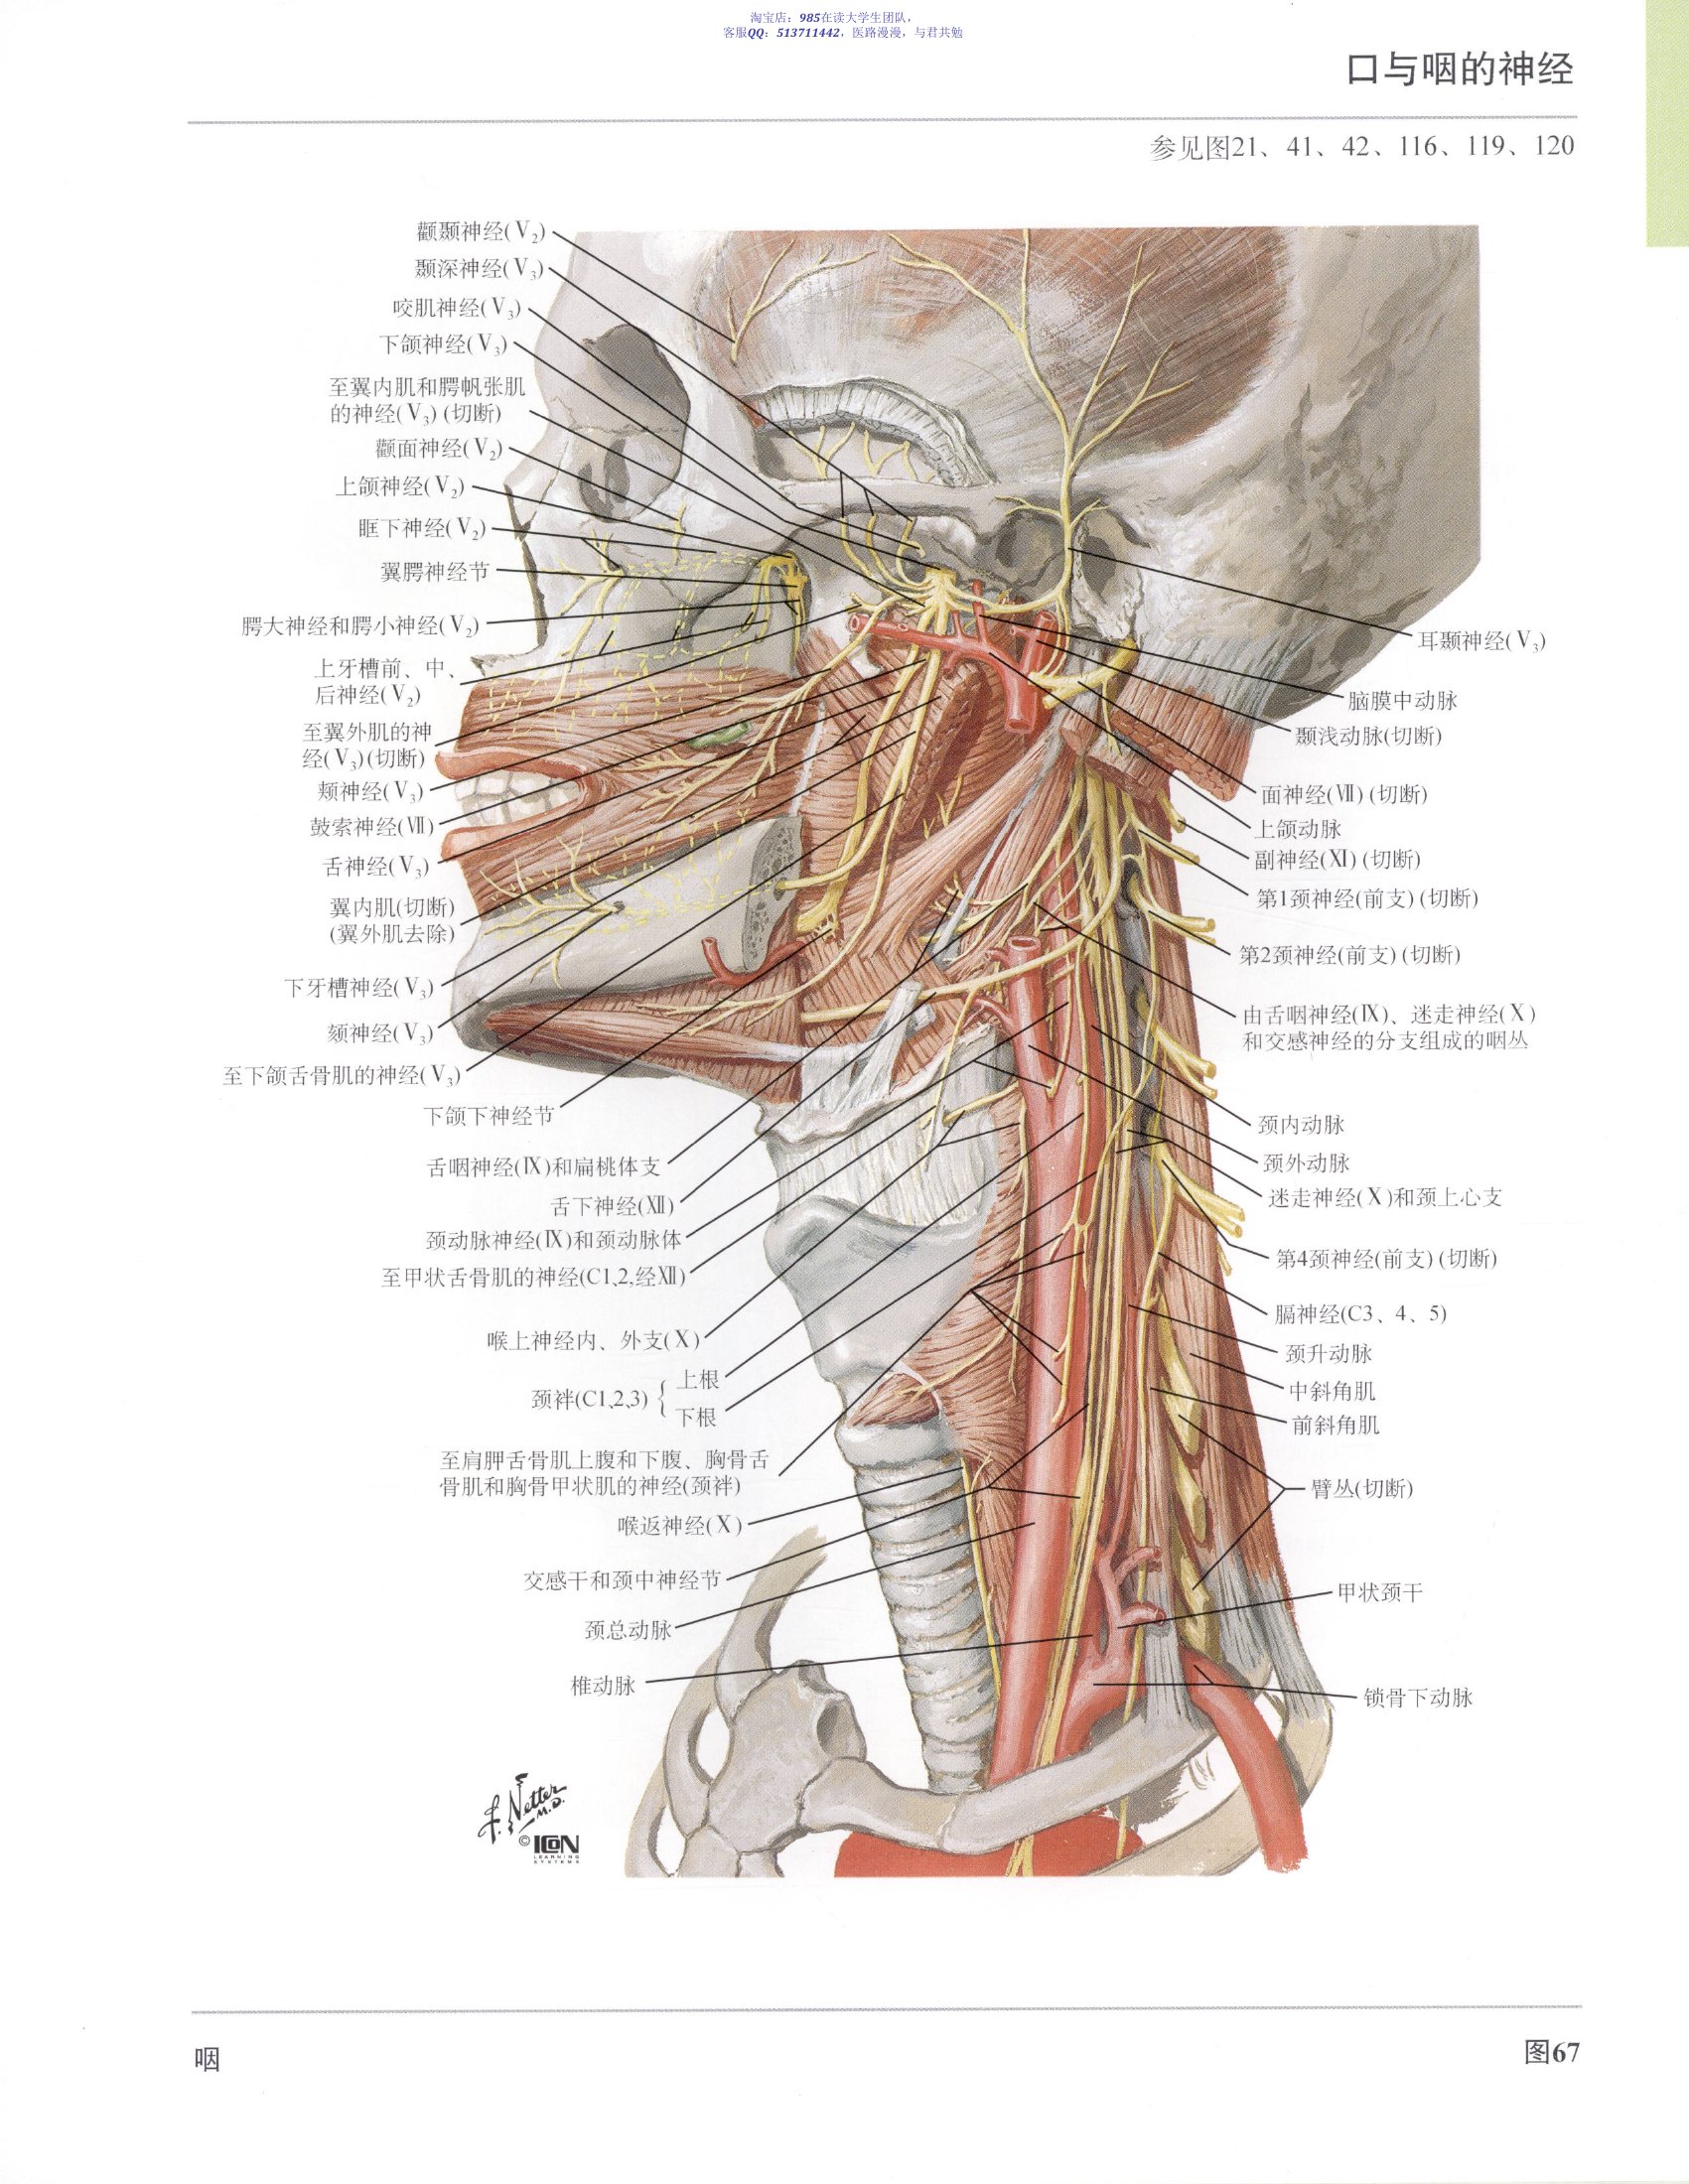 淘宝店：985在读大学生团队，
客服QQ：513711442，医路漫漫，与君共勉
口与咽的神经
参见图21、41、42、116、119、120
颧颞神经(V₂)
颞深神经(V₃)
咬肌神经(V₃)
下颌神经(V₃)
至翼内肌和腭帆张肌
的神经(V₃) (切断)
颧面神经(V₂)
上颌神经(V₂)
眶下神经(V₂)
翼腭神经节
腭大神经和腭小神经(V₂)
上牙槽前、中、
后神经(V₂)
至翼外肌的神
经(V₃)(切断)
颊神经(V₃)
鼓索神经(Ⅶ)
舌神经(V₃)
翼内肌(切断)
(翼外肌去除)
下牙槽神经(V₃)
颏神经(V₃)
至下颌舌骨肌的神经(V₃)
下颌下神经节
舌咽神经(Ⅸ)和扁桃体支
舌下神经(Ⅻ)
颈动脉神经(Ⅸ)和颈动脉体
至甲状舌骨肌的神经(C1,2,经Ⅻ)
喉上神经内、外支(X)
颈袢(C1,2,3) { 上根
下根
至肩胛舌骨肌上腹和下腹、胸骨舌
骨肌和胸骨甲状肌的神经(颈袢)
喉返神经(X)
交感干和颈中神经节
颈总动脉
椎动脉
耳颞神经(V₃)
脑膜中动脉
颞浅动脉(切断)
面神经(Ⅶ) (切断)
上颌动脉
副神经(Ⅺ) (切断)
第1颈神经(前支) (切断)
第2颈神经(前支) (切断)
由舌咽神经(Ⅸ)、迷走神经(X)
和交感神经的分支组成的咽丛
颈内动脉
颈外动脉
迷走神经(X)和颈上心支
第4颈神经(前支) (切断)
膈神经(C3、4、5)
颈升动脉
中斜角肌
前斜角肌
臂丛(切断)
甲状颈干
锁骨下动脉
F. Netter
M.D.
© ICON
LEARNING
SYSTEMS
咽
图67